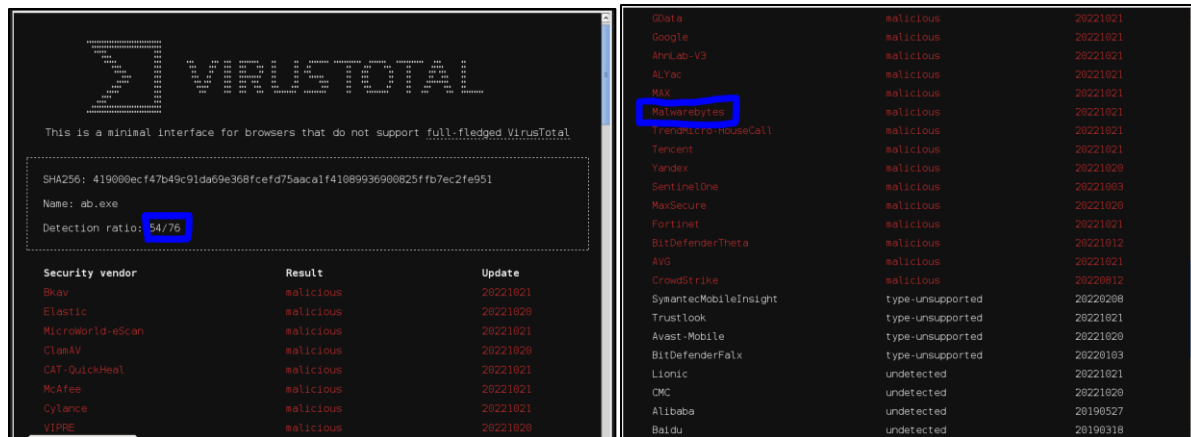 VIRUSTOTAL
This is a minimal interface for browsers that do not support full-fledged VirusTotal
SHA256: 419000ecf47b49c91da69e368fcefd75aaca1f41089936900825ffb7ec2fe951
Name: ab.exe
Detection ratio: 54/76
Security vendor Result Update
Bkav malicious 20221021
Elastic malicious 20221020
MicroWorld-eScan malicious 20221021
ClamAV malicious 20221020
CAT-QuickHeal malicious 20221021
McAfee malicious 20221021
Cylance malicious 20221021
VIPRE malicious 20221020
GData malicious 20221021
Google malicious 20221021
AhnLab-V3 malicious 20221021
ALYac malicious 20221021
MAX malicious 20221021
Malwarebytes malicious 20221021
TrendMicro-HouseCall malicious 20221021
Tencent malicious 20221021
Yandex malicious 20221020
SentinelOne malicious 20221003
MaxSecure malicious 20221020
Fortinet malicious 20221021
BitDefenderTheta malicious 20221012
AVG malicious 20221021
CrowdStrike malicious 20220812
SymantecMobileInsight type-unsupported 20220208
Trustlook type-unsupported 20221021
Avast-Mobile type-unsupported 20221020
BitDefenderFalx type-unsupported 20220103
Lionic undetected 20221021
CMC undetected 20221020
Alibaba undetected 20190527
Baidu undetected 20190318